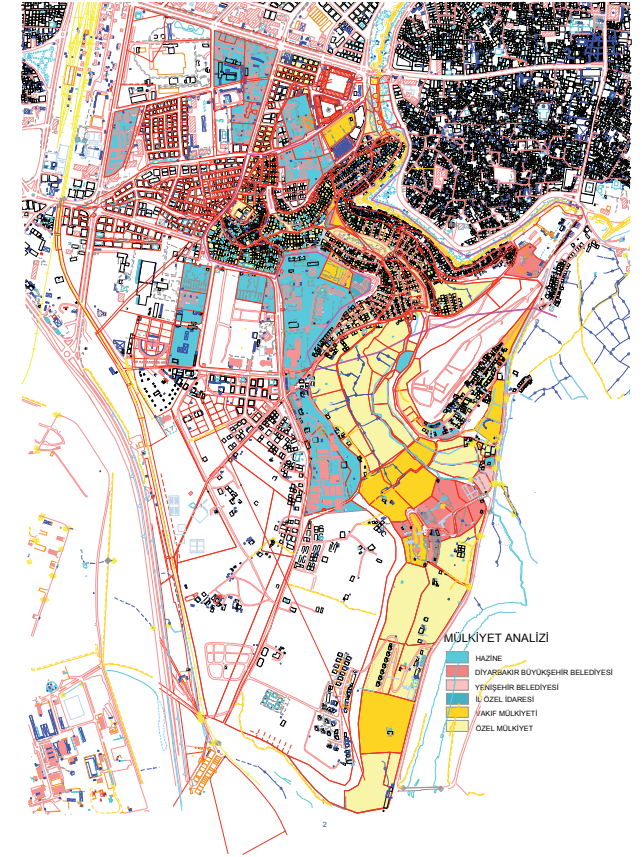 MÜLKİYET ANALİZİ
HAZİNE
DİYARBAKIR BÜYÜKŞEHİR BELEDİYESİ
YENİŞEHİR BELEDİYESİ
İL ÖZEL İDARESİ
VAKIF MÜLKİYETİ
ÖZEL MÜLKİYET
2